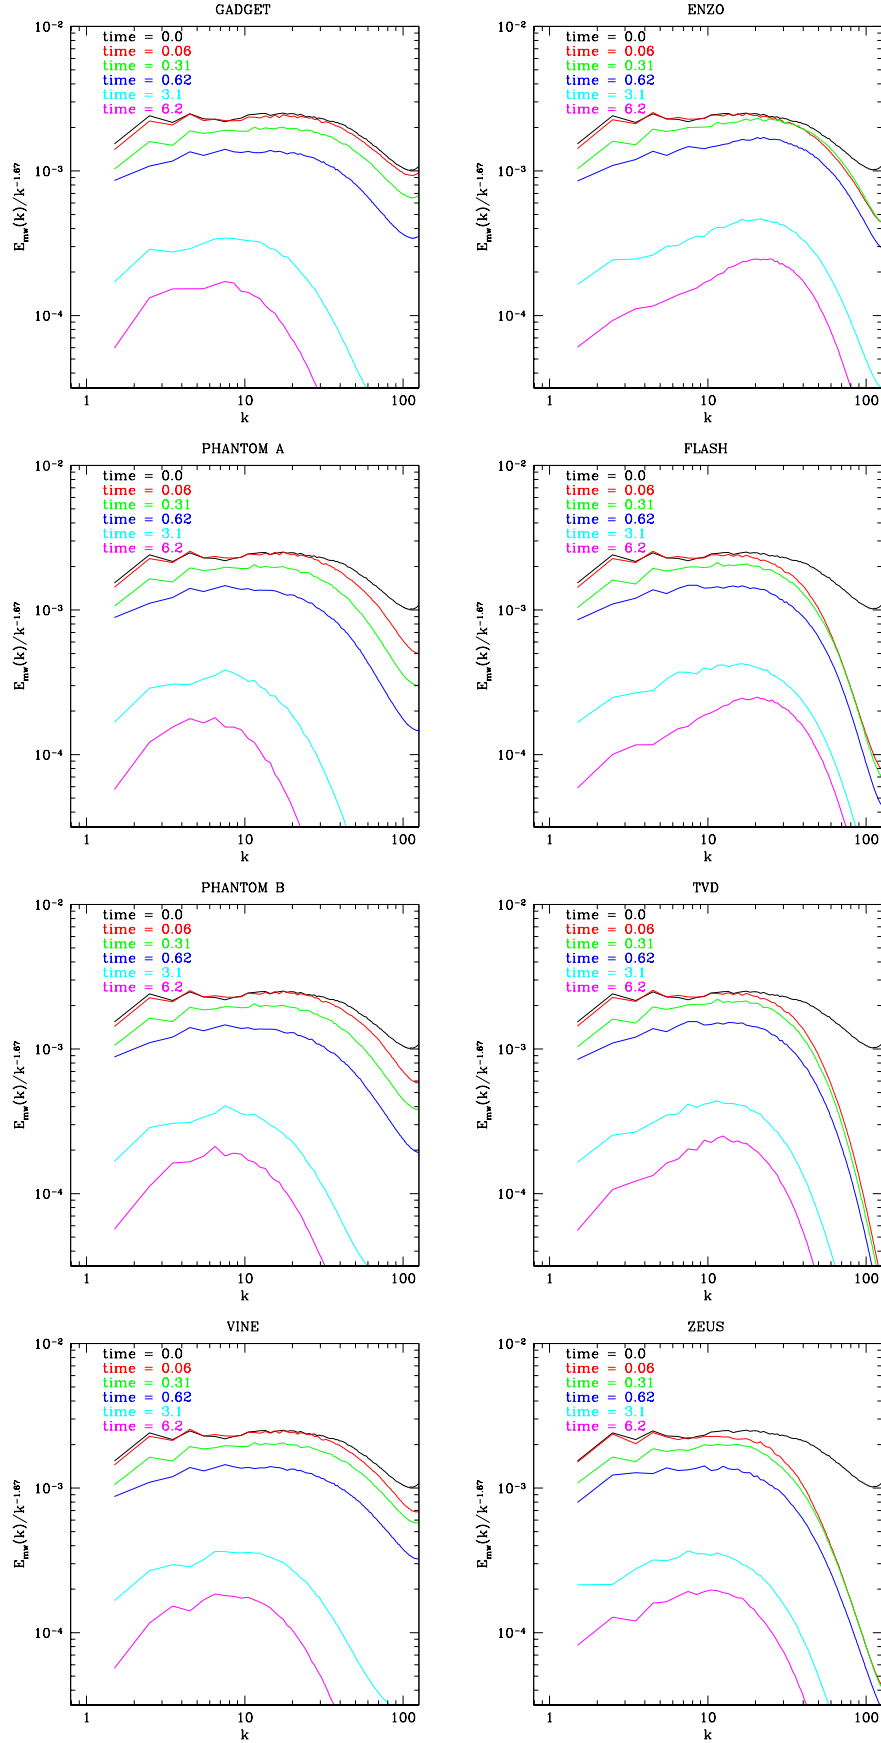 GADGET
10⁻²
time = 0.0
time = 0.06
time = 0.31
time = 0.62
time = 3.1
time = 6.2
10⁻³
10⁻⁴
E_mw(k)/k^-1.67
1 10 100
k
ENZO
10⁻²
time = 0.0
time = 0.06
time = 0.31
time = 0.62
time = 3.1
time = 6.2
10⁻³
10⁻⁴
E_mw(k)/k^-1.67
1 10 100
k
PHANTOM A
10⁻²
time = 0.0
time = 0.06
time = 0.31
time = 0.62
time = 3.1
time = 6.2
10⁻³
10⁻⁴
E_mw(k)/k^-1.67
1 10 100
k
FLASH
10⁻²
time = 0.0
time = 0.06
time = 0.31
time = 0.62
time = 3.1
time = 6.2
10⁻³
10⁻⁴
E_mw(k)/k^-1.67
1 10 100
k
PHANTOM B
10⁻²
time = 0.0
time = 0.06
time = 0.31
time = 0.62
time = 3.1
time = 6.2
10⁻³
10⁻⁴
E_mw(k)/k^-1.67
1 10 100
k
TVD
10⁻²
time = 0.0
time = 0.06
time = 0.31
time = 0.62
time = 3.1
time = 6.2
10⁻³
10⁻⁴
E_mw(k)/k^-1.67
1 10 100
k
VINE
10⁻²
time = 0.0
time = 0.06
time = 0.31
time = 0.62
time = 3.1
time = 6.2
10⁻³
10⁻⁴
E_mw(k)/k^-1.67
1 10 100
k
ZEUS
10⁻²
time = 0.0
time = 0.06
time = 0.31
time = 0.62
time = 3.1
time = 6.2
10⁻³
10⁻⁴
E_mw(k)/k^-1.67
1 10 100
k